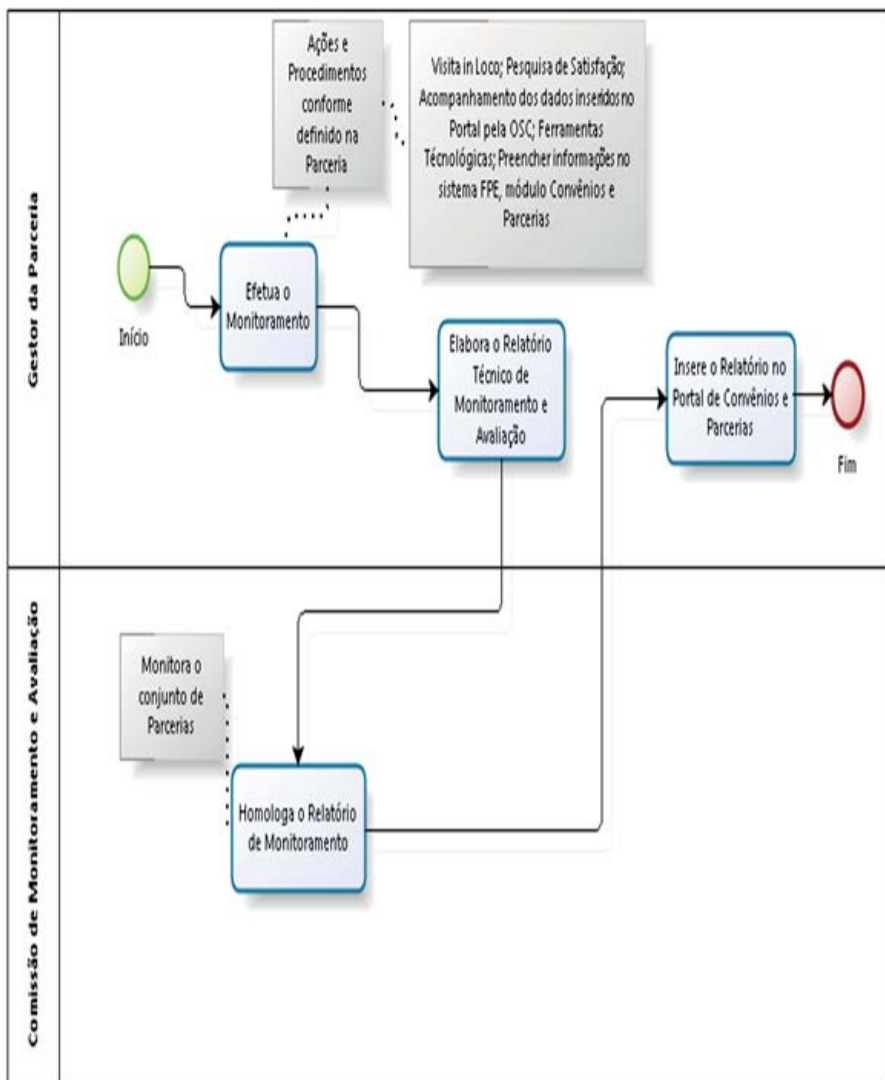 Gestor da Parceria
Ações e
Procedimentos
conforme
definido na
Parceria
Visita in Loco; Pesquisa de Satisfação;
Acompanhamento dos dados inseridos no
Portal pela OSC; Ferramentas
Técnológicas; Preencher informações no
sistema FPE, módulo Convênios e
Parcerias
Início
Efetua o
Monitoramento
Elabora o Relatório
Técnico de
Monitoramento e
Avaliação
Insere o Relatório no
Portal de Convênios e
Parcerias
Fim
Comissão de Monitoramento e Avaliação
Monitora o
conjunto de
Parcerias
Homologa o Relatório
de Monitoramento